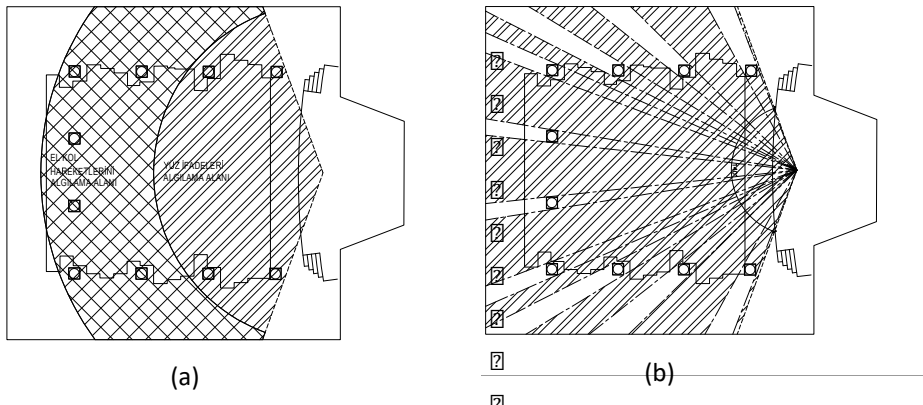 EL KOL
HAREKETLERİNİ
ALGILAMA ALANI
YÜZ İFADELERİ
ALGILAMA ALANI
(a)
(b)